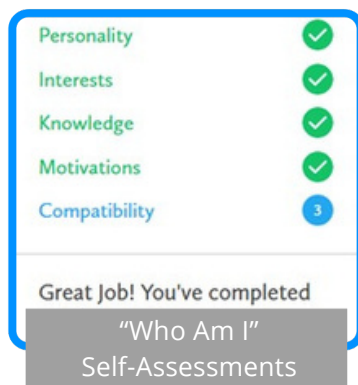 Personality
Interests
Knowledge
Motivations
Compatibility 3
Great Job! You've completed
“Who Am I”
Self-Assessments